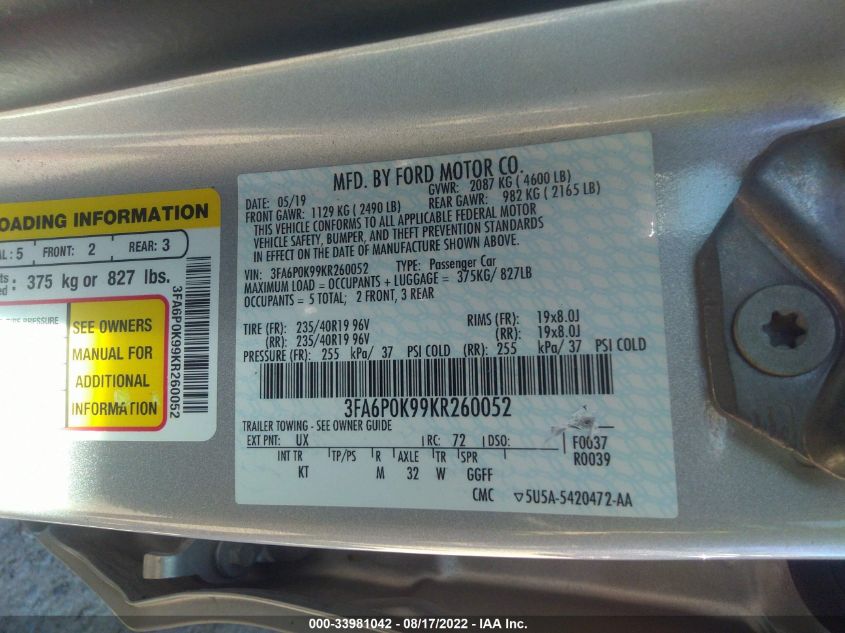 OADING INFORMATION
AL: 5 FRONT: 2 REAR: 3
375 kg or 827 lbs.
PRESSURE
SEE OWNERS
MANUAL FOR
ADDITIONAL
INFORMATION
3FA6P0K99KR260052
MFD. BY FORD MOTOR CO.
DATE: 05/19 GVWR: 2087 KG ( 4600 LB)
FRONT GAWR: 1129 KG ( 2490 LB) REAR GAWR: 982 KG ( 2165 LB)
THIS VEHICLE CONFORMS TO ALL APPLICABLE FEDERAL MOTOR
VEHICLE SAFETY, BUMPER, AND THEFT PREVENTION STANDARDS
IN EFFECT ON THE DATE OF MANUFACTURE SHOWN ABOVE.
VIN: 3FA6P0K99KR260052 TYPE: Passenger Car
MAXIMUM LOAD = OCCUPANTS + LUGGAGE = 375KG/ 827LB
OCCUPANTS = 5 TOTAL; 2 FRONT, 3 REAR
TIRE (FR): 235/40R19 96V RIMS (FR): 19x8.0J
(RR): 235/40R19 96V (RR): 19x8.0J
PRESSURE (FR): 255 kPa/ 37 PSI COLD (RR): 255 kPa/ 37 PSI COLD
3FA6P0K99KR260052
TRAILER TOWING - SEE OWNER GUIDE
EXT PNT: UX RC: 72 DSO: F0037
INT TR TP/PS R AXLE TR SPR R0039
KT M 32 W GGFF
CMC ▽5U5A-5420472-AA
000-33981042 / 08/17/2022 - IAA Inc.